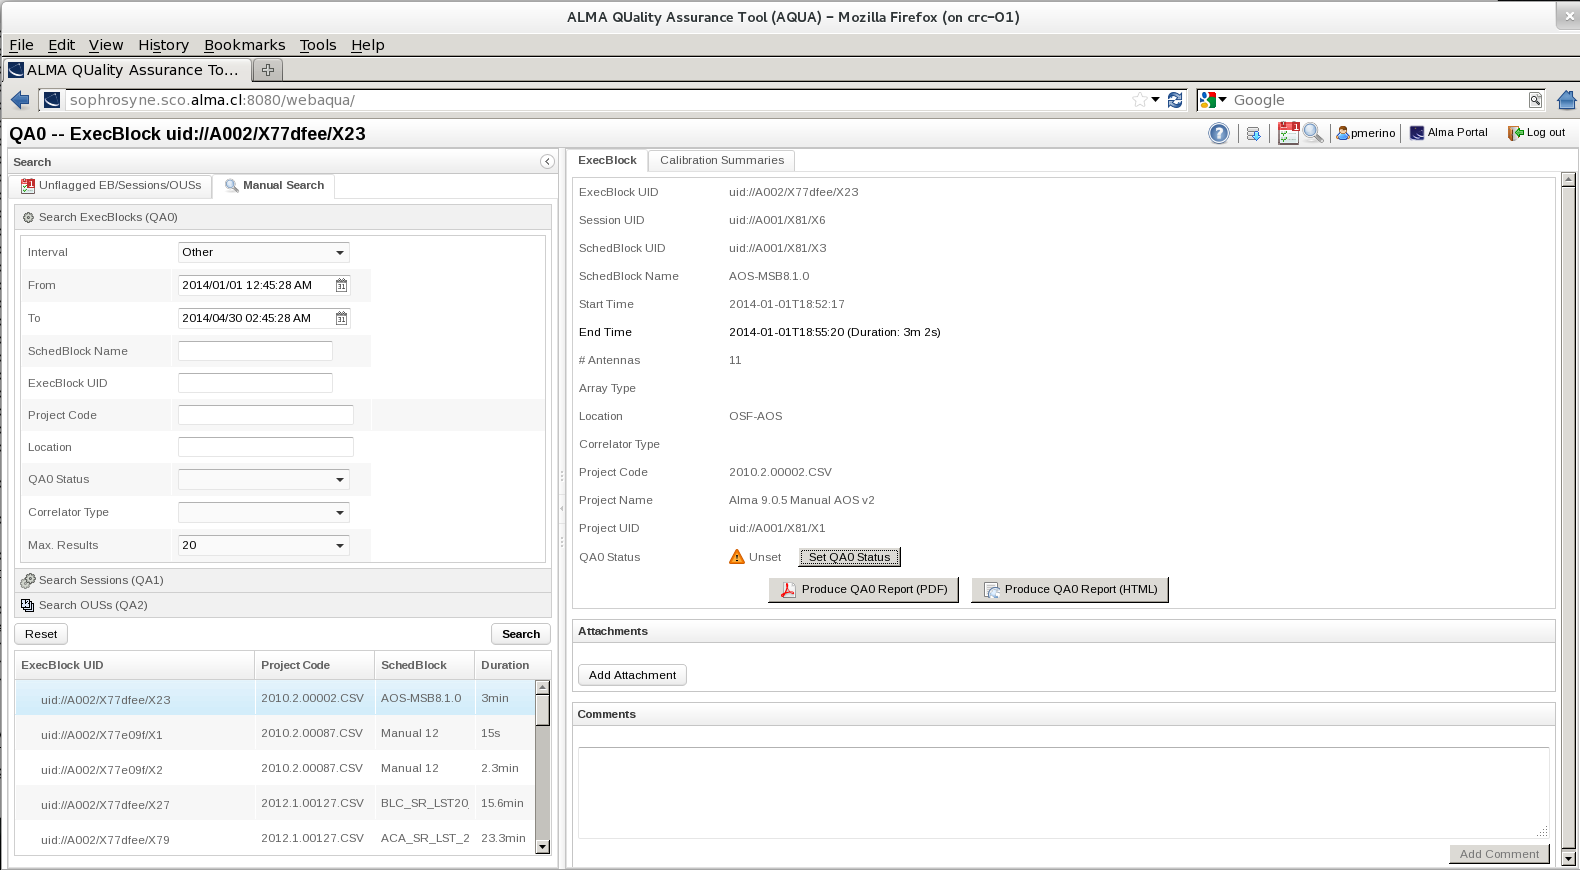 ALMA QUality Assurance Tool (AQUA) – Mozilla Firefox (on crc–01)
File Edit View History Bookmarks Tools Help
ALMA QUality Assurance To...
sophrosyne.sco.alma.cl:8080/webaqua/
Google
QA0 -- ExecBlock uid://A002/X77dfee/X23
pmerino
Alma Portal
Log out
Search
Unflagged EB/Sessions/OUSs
Manual Search
Search ExecBlocks (QA0)
Interval Other
From 2014/01/01 12:45:28 AM
To 2014/04/30 02:45:28 AM
SchedBlock Name
ExecBlock UID
Project Code
Location
QA0 Status
Correlator Type
Max. Results 20
Search Sessions (QA1)
Search OUSs (QA2)
Reset Search
ExecBlock UID Project Code SchedBlock Duration
uid://A002/X77dfee/X23 2010.2.00002.CSV AOS-MSB8.1.0 3min
uid://A002/X77e09f/X1 2010.2.00087.CSV Manual 12 15s
uid://A002/X77e09f/X2 2010.2.00087.CSV Manual 12 2.3min
uid://A002/X77dfee/X27 2012.1.00127.CSV BLC_SR_LST20_ 15.6min
uid://A002/X77dfee/X79 2012.1.00127.CSV ACA_SR_LST_2 23.3min
ExecBlock Calibration Summaries
ExecBlock UID uid://A002/X77dfee/X23
Session UID uid://A001/X81/X6
SchedBlock UID uid://A001/X81/X3
SchedBlock Name AOS-MSB8.1.0
Start Time 2014-01-01T18:52:17
End Time 2014-01-01T18:55:20 (Duration: 3m 2s)
# Antennas 11
Array Type
Location OSF-AOS
Correlator Type
Project Code 2010.2.00002.CSV
Project Name Alma 9.0.5 Manual AOS v2
Project UID uid://A001/X81/X1
QA0 Status Unset Set QA0 Status
Produce QA0 Report (PDF) Produce QA0 Report (HTML)
Attachments
Add Attachment
Comments
Add Comment